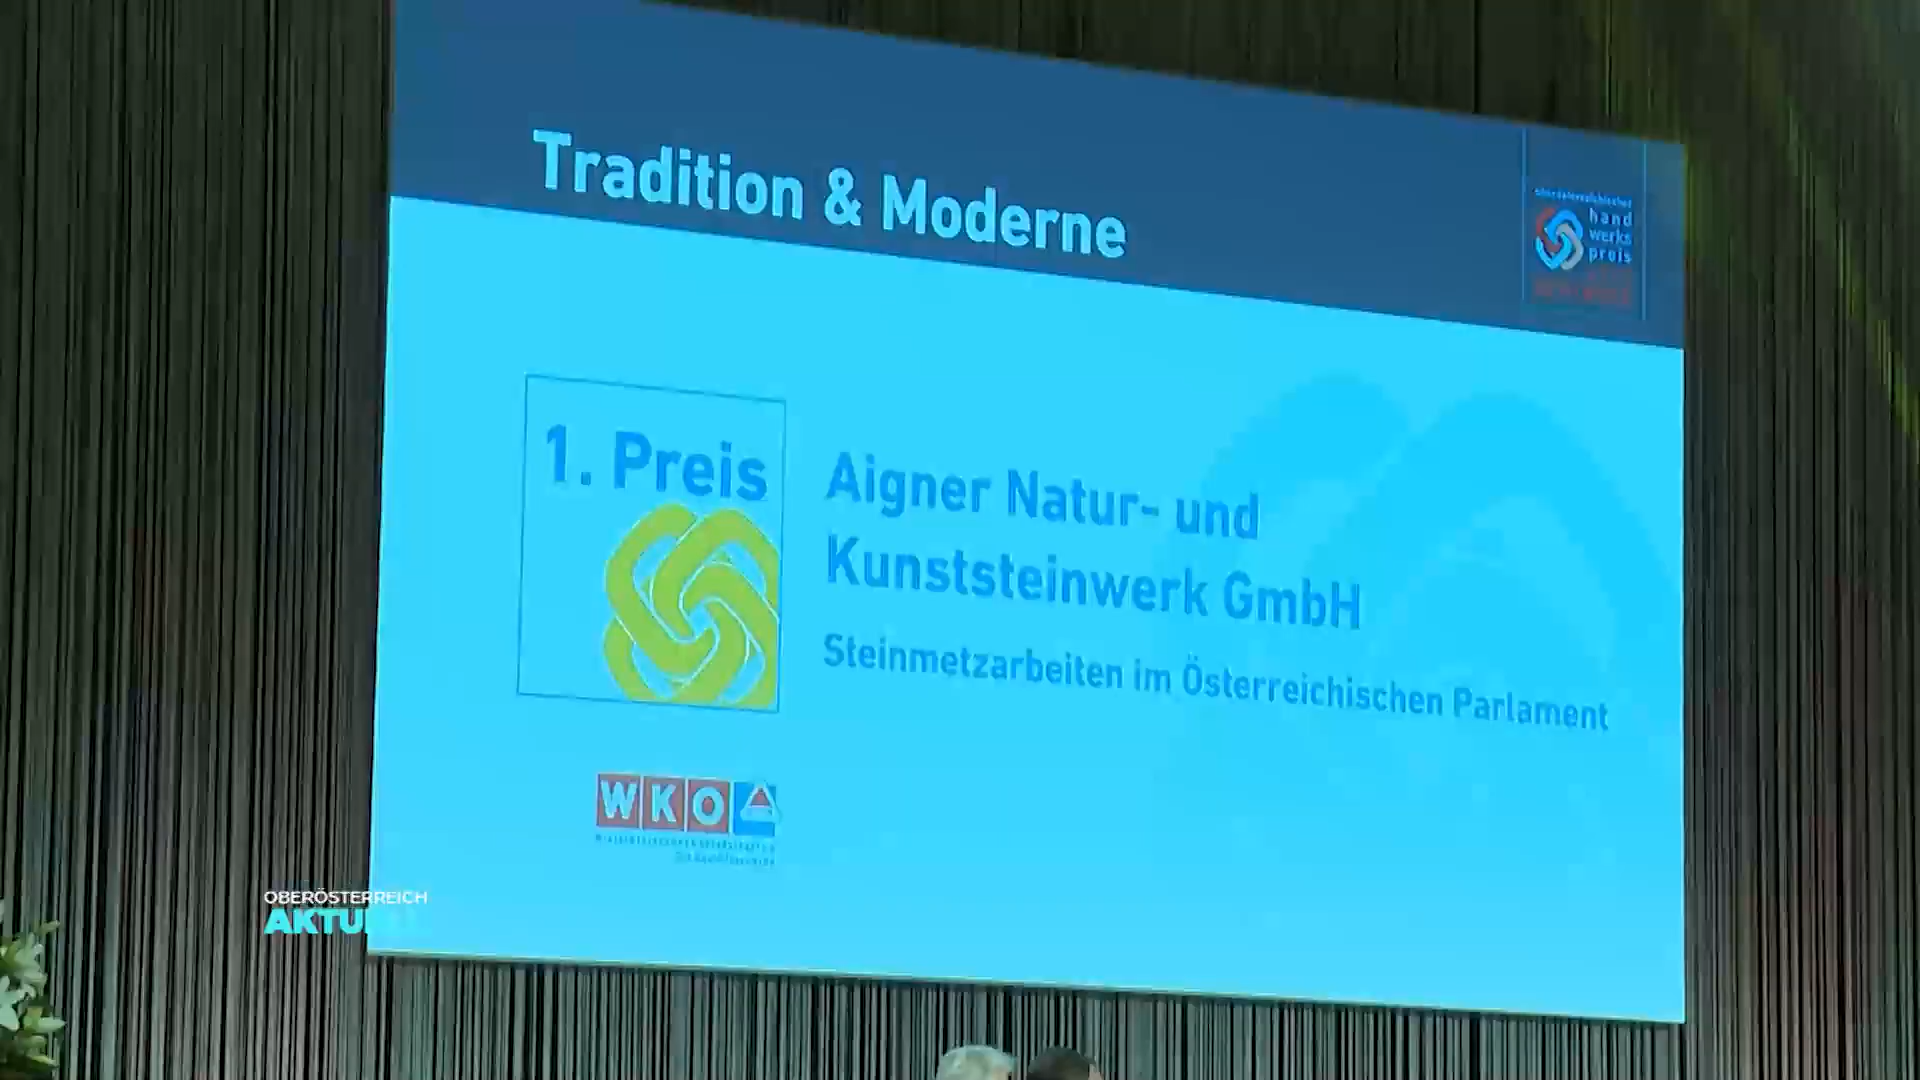 Tradition & Moderne
hand
werks
preis
1. Preis
Aigner Natur- und
Kunststeinwerk GmbH
Steinmetzarbeiten im Österreichischen Parlament
WKO
OBERÖSTERREICH